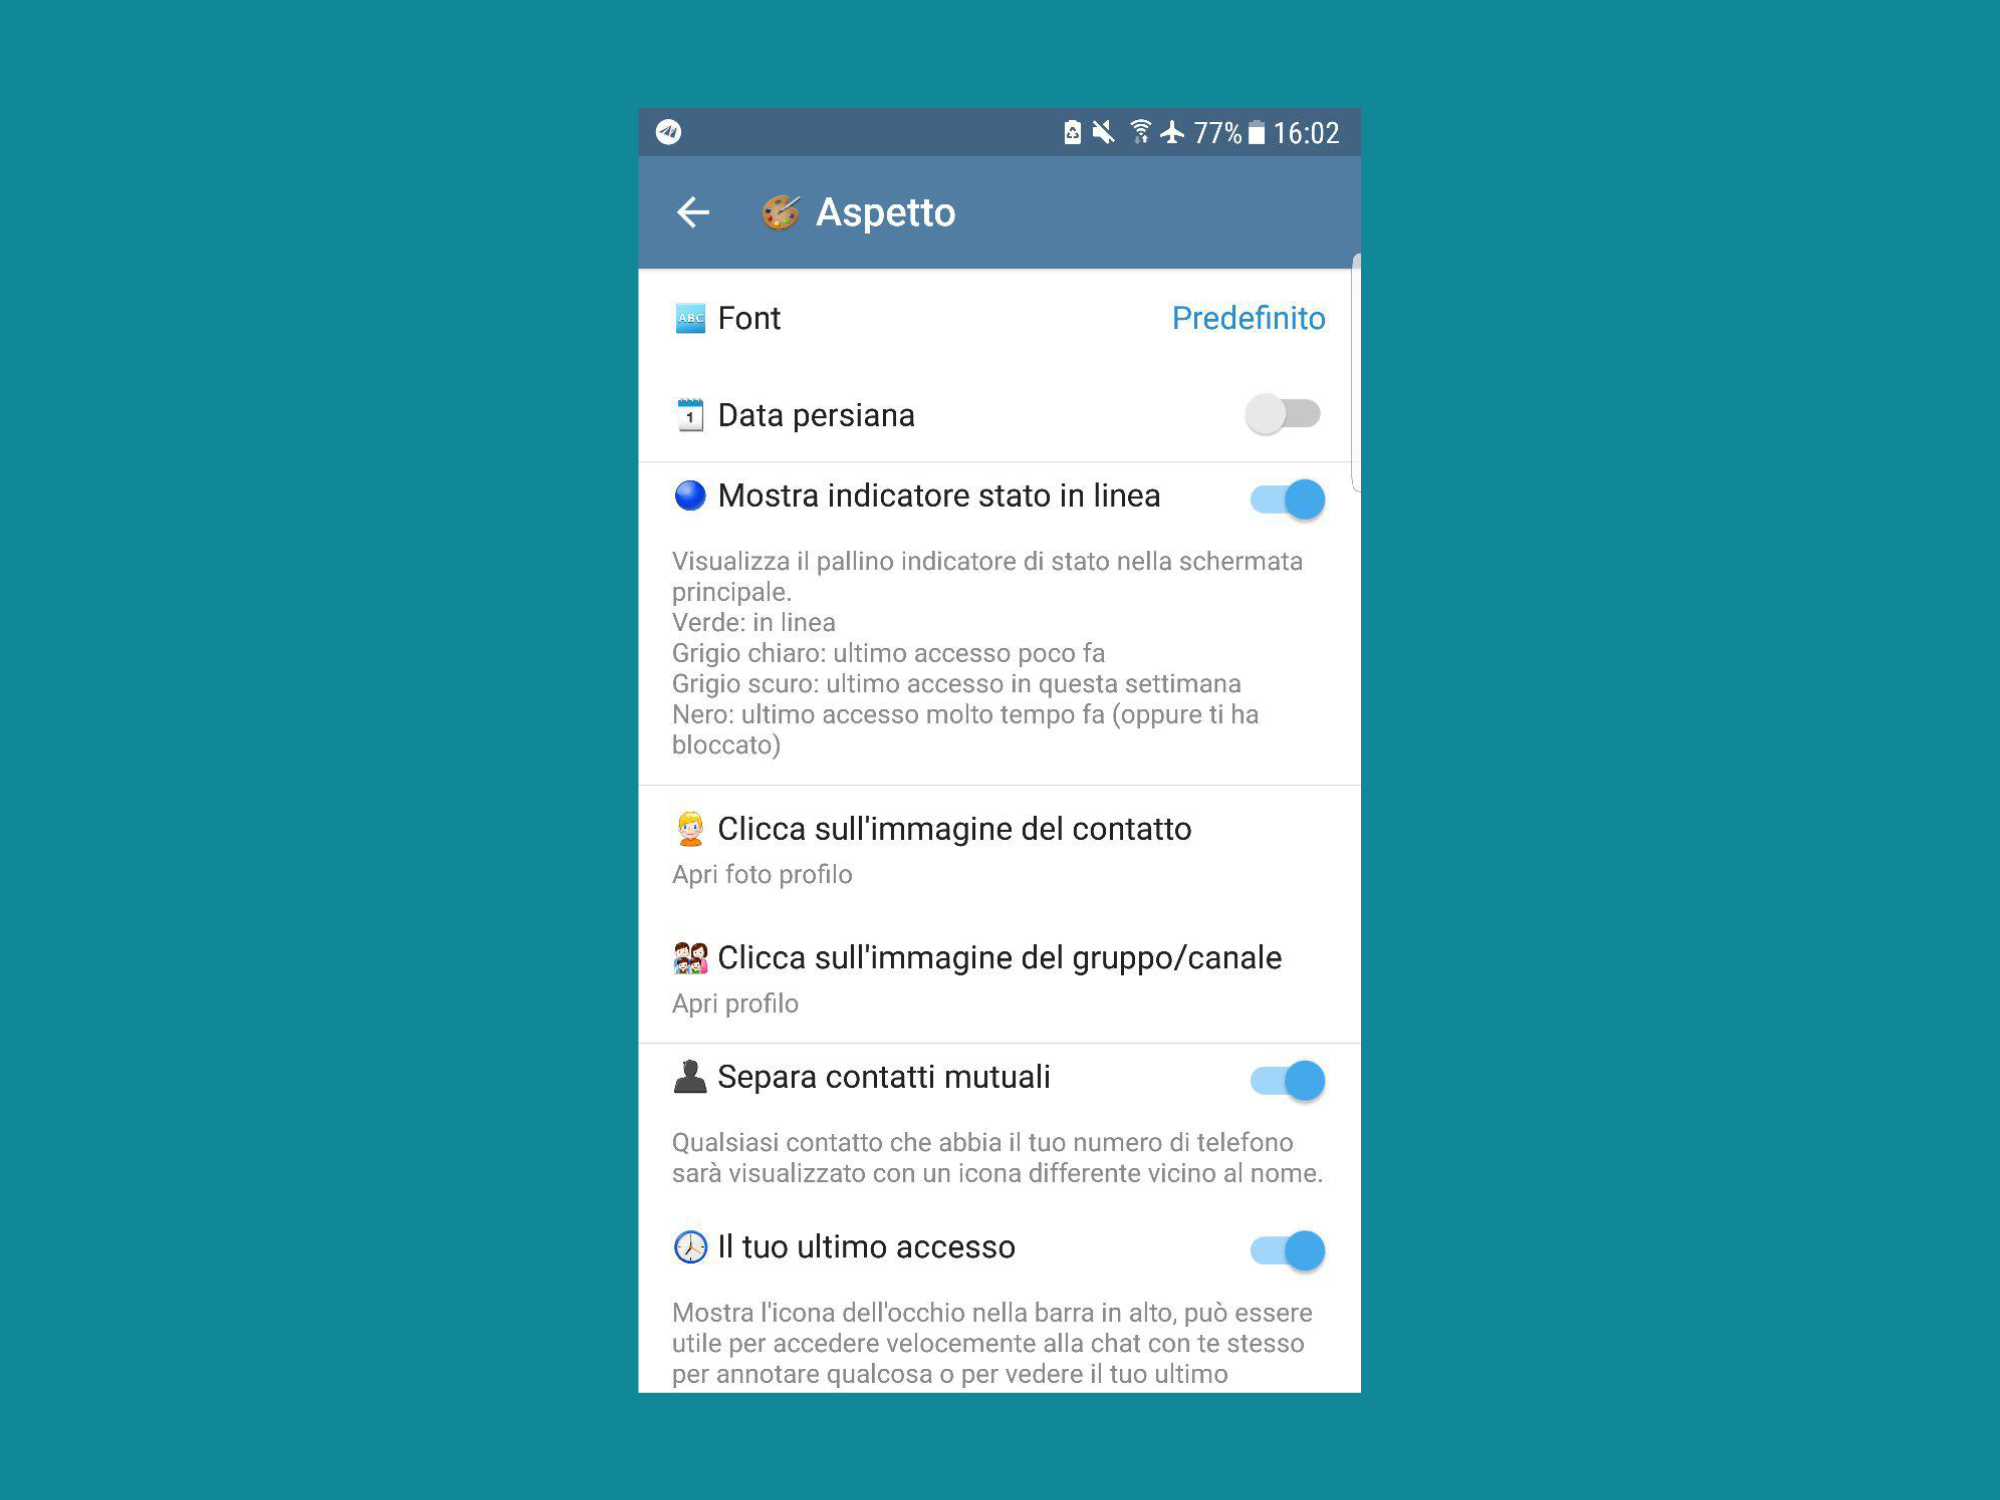 77% 16:02
Aspetto
ABC Font Predefinito
1 Data persiana
Mostra indicatore stato in linea
Visualizza il pallino indicatore di stato nella schermata
principale.
Verde: in linea
Grigio chiaro: ultimo accesso poco fa
Grigio scuro: ultimo accesso in questa settimana
Nero: ultimo accesso molto tempo fa (oppure ti ha
bloccato)
Clicca sull'immagine del contatto
Apri foto profilo
Clicca sull'immagine del gruppo/canale
Apri profilo
Separa contatti mutuali
Qualsiasi contatto che abbia il tuo numero di telefono
sarà visualizzato con un icona differente vicino al nome.
Il tuo ultimo accesso
Mostra l'icona dell'occhio nella barra in alto, può essere
utile per accedere velocemente alla chat con te stesso
per annotare qualcosa o per vedere il tuo ultimo